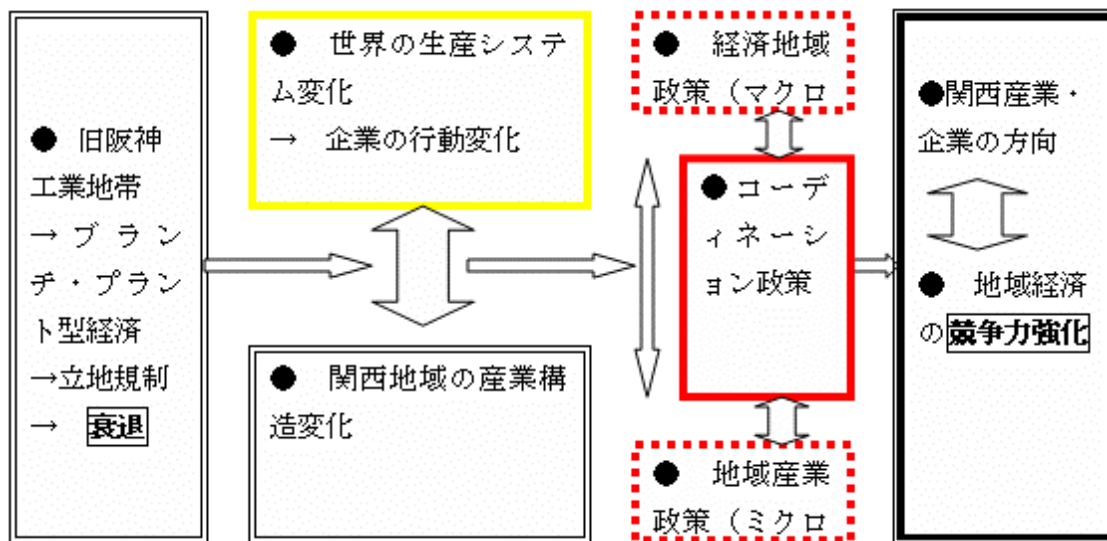 ● 旧阪神
工業地帯
→ブラン
チ・プラン
ト型経済
→立地規制
→ 衰退
● 世界の生産システ
ム変化
→ 企業の行動変化
● 関西地域の産業構
造変化
● 経済地域
政策（マクロ
●コーデ
ィネーシ
ョン政策
● 地域産業
政策（ミクロ
●関西産業・
企業の方向
● 地域経済
の競争力強化